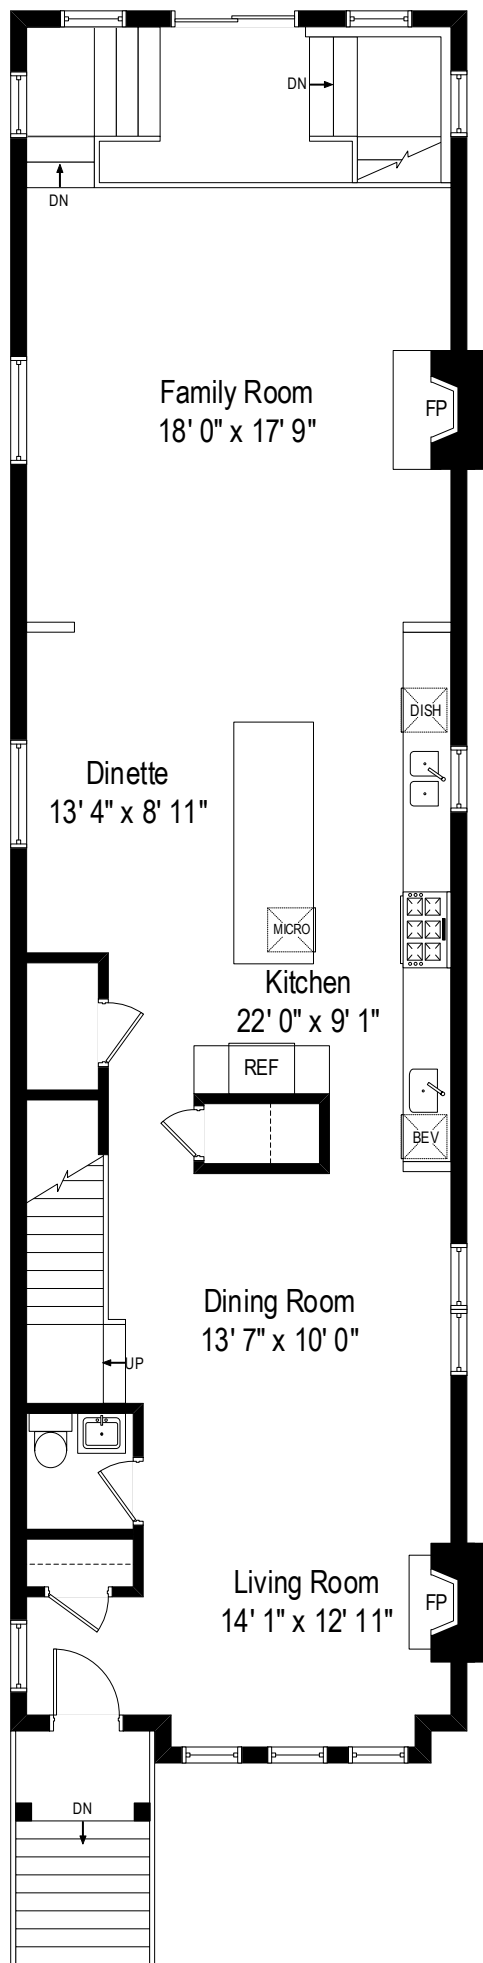 DN
DN
Family Room
18' 0" x 17' 9"
FP
DISH
Dinette
13' 4" x 8' 11"
MICRO
Kitchen
22' 0" x 9' 1"
REF
BEV
Dining Room
13' 7" x 10' 0"
UP
Living Room
14' 1" x 12' 11"
FP
DN